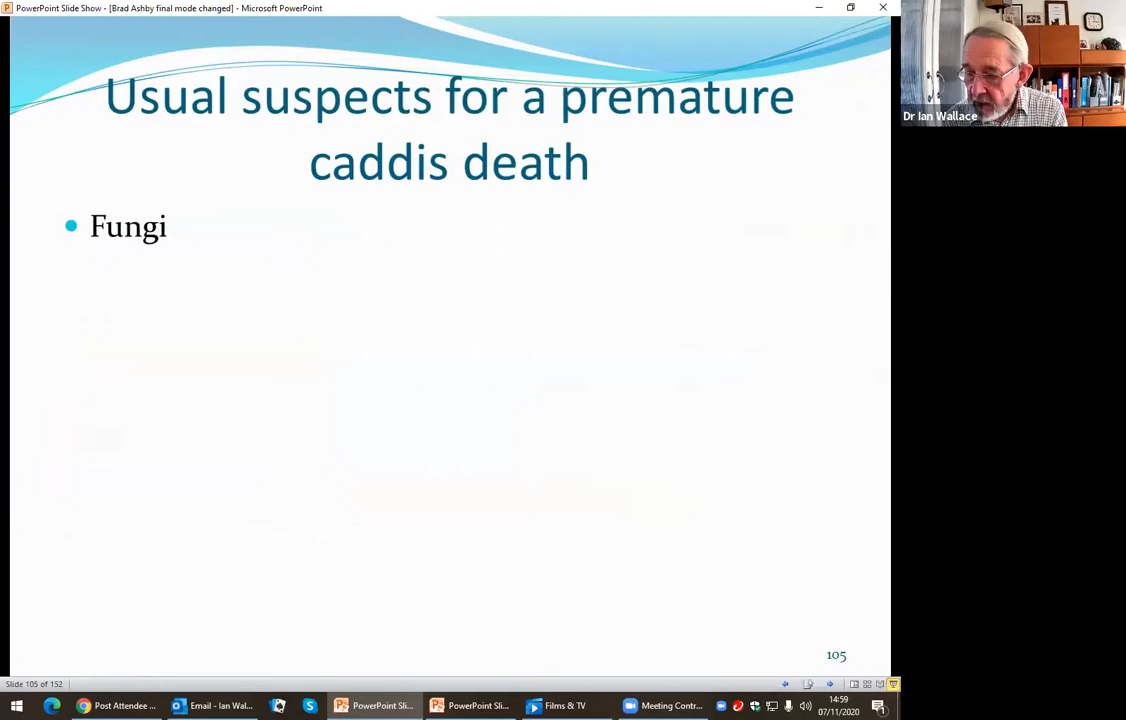 PowerPoint Slide Show - [Brad Ashby final mode changed] - Microsoft PowerPoint
Usual suspects for a premature
caddis death
Fungi
Dr Ian Wallace
105
Slide 105 of 152
Post Attendee ...
Email - Ian Wal...
PowerPoint Sli...
PowerPoint Sli...
Films & TV
Meeting Contr...
14:59
07/11/2020